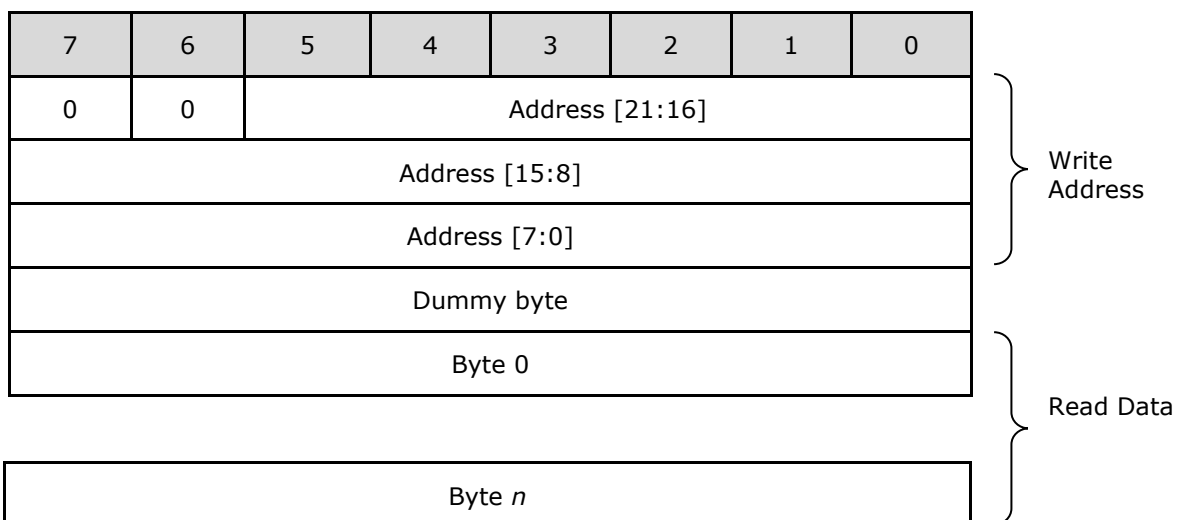 7 6 5 4 3 2 1 0
0 0 Address [21:16]
Address [15:8]
Write
Address
Address [7:0]
Dummy byte
Byte 0
Read Data
Byte n